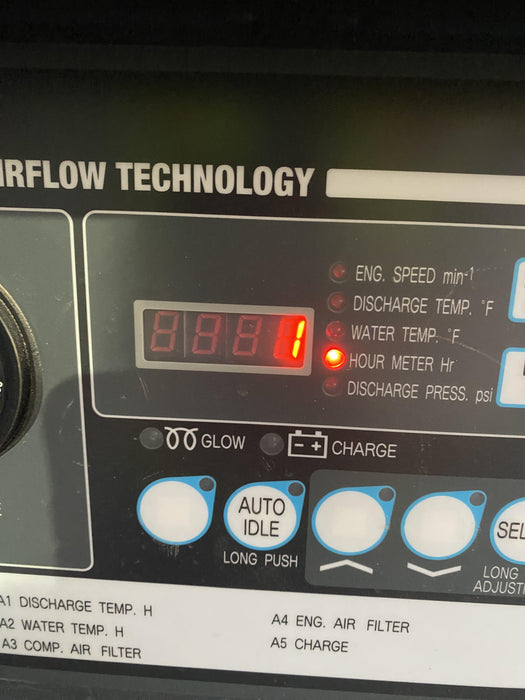 IRFLOW TECHNOLOGY
ENG. SPEED min-1
DISCHARGE TEMP. °F
WATER TEMP. °F
1
HOUR METER Hr
DISCHARGE PRESS. psi
GLOW
- +
CHARGE
AUTO
IDLE
SEL
LONG PUSH
LONG
ADJUSTM
A1 DISCHARGE TEMP. H
A2 WATER TEMP. H
A3 COMP. AIR FILTER
A4 ENG. AIR FILTER
A5 CHARGE